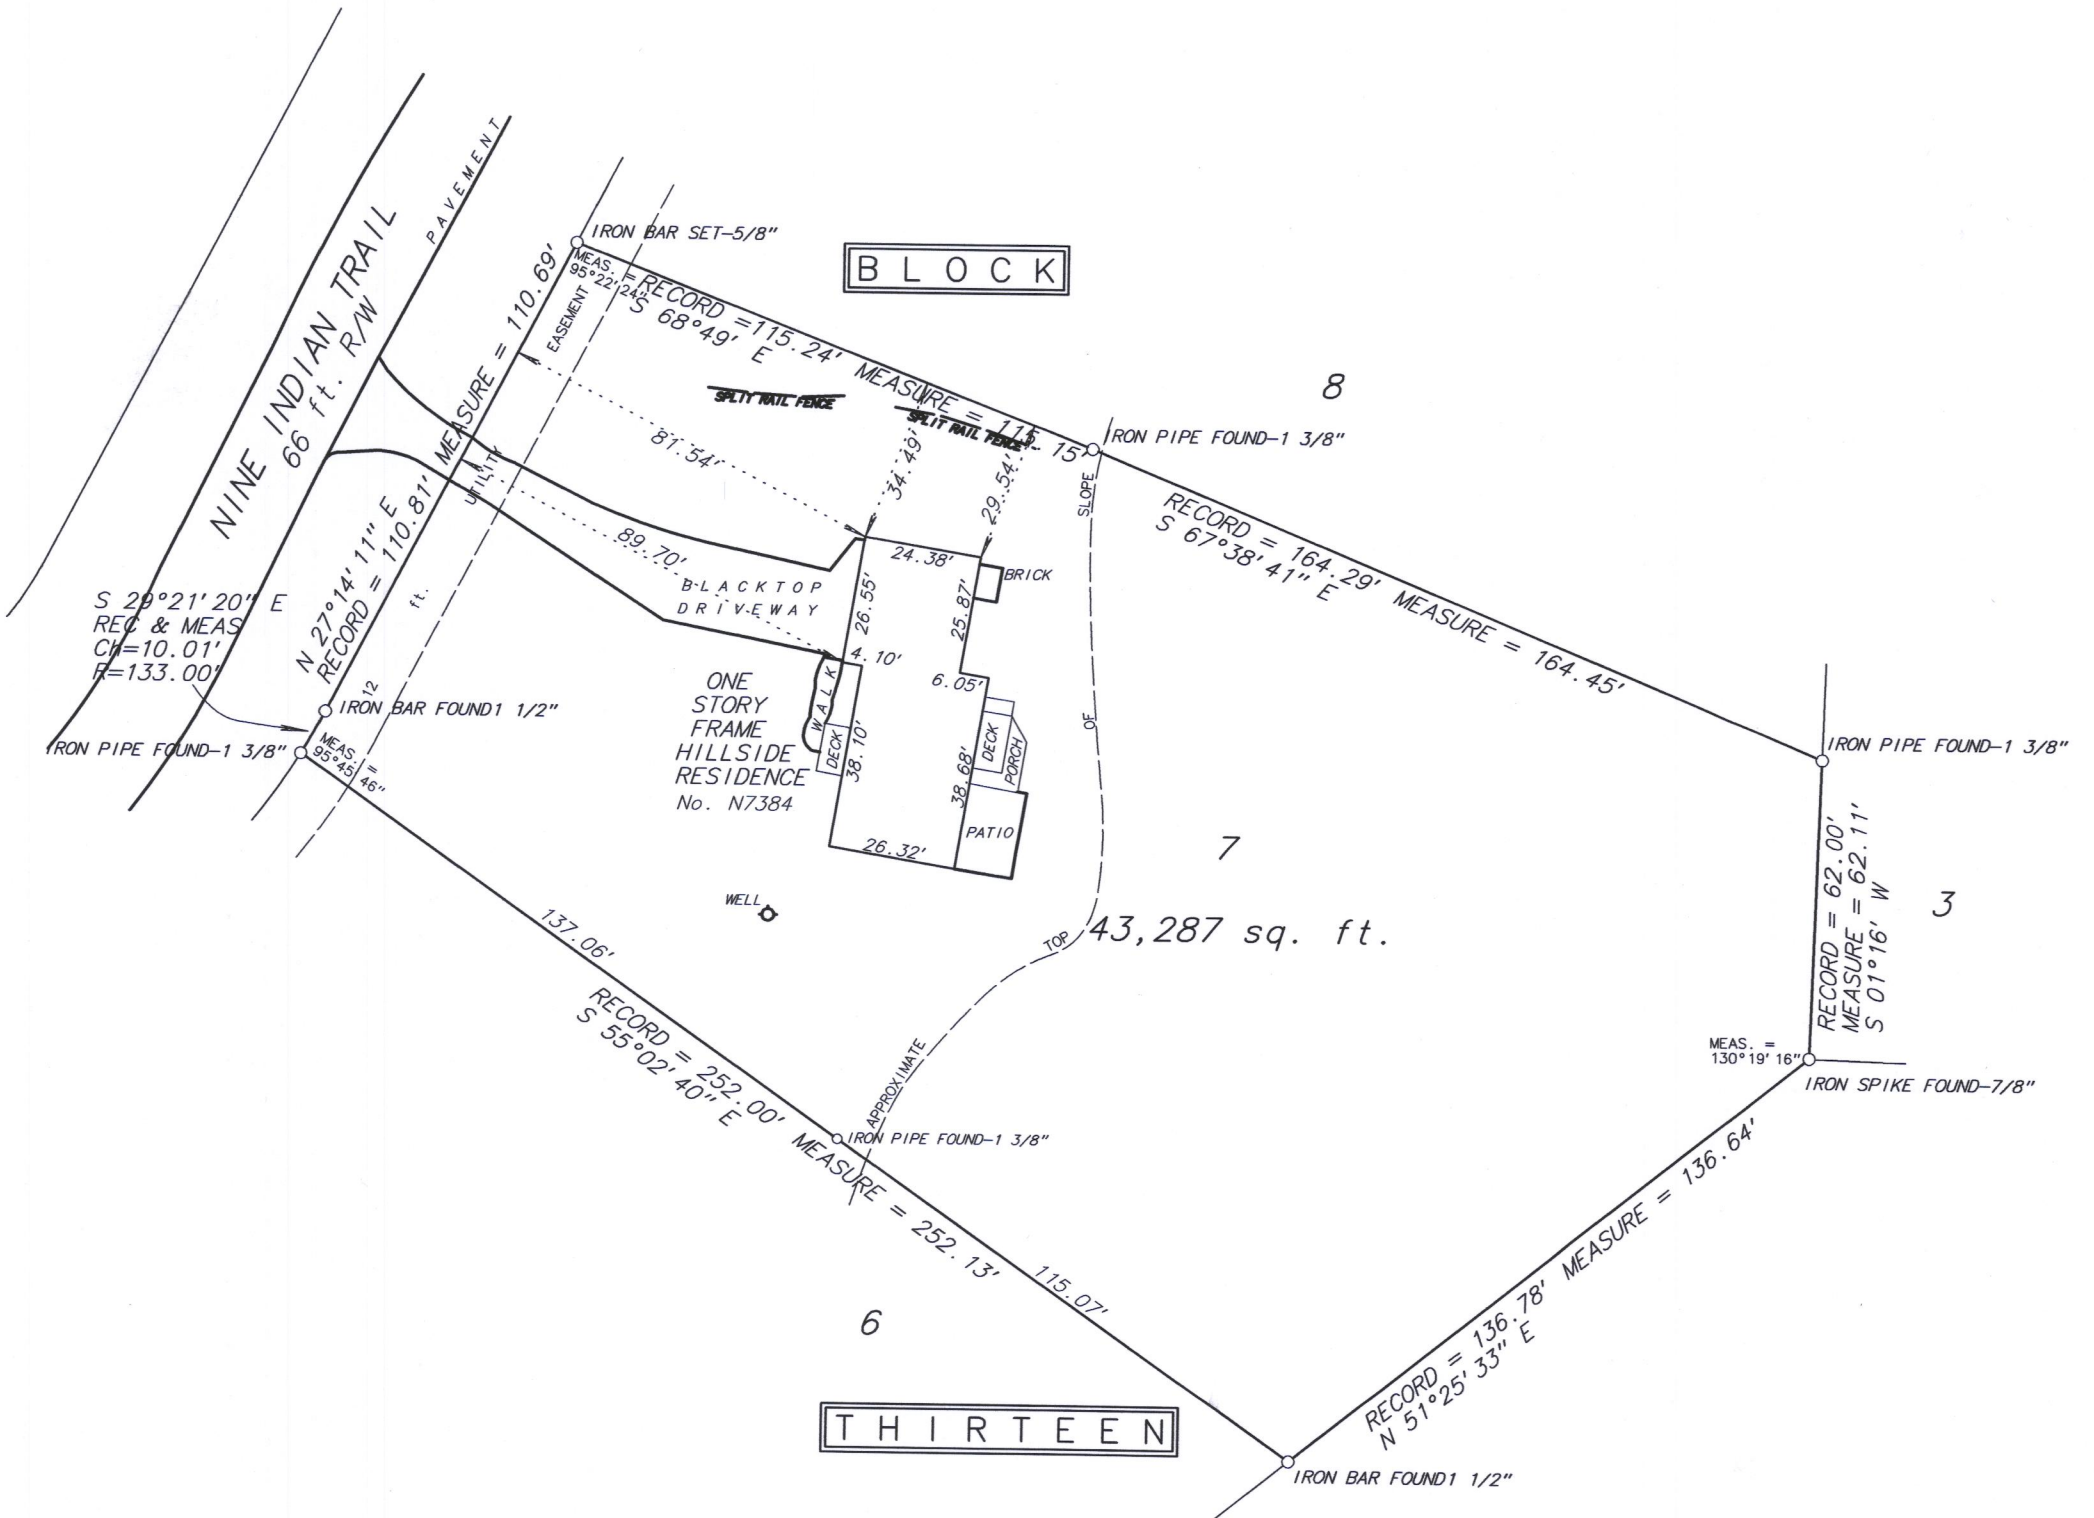 NINE INDIAN TRAIL
66 ft. R/W
PAVEMENT
IRON BAR SET–5/8"
MEAS. =
95°22'24"
BLOCK
RECORD =115.24' MEASURE = 115.15'
S 68°49' E
MEASURE = 110.69'
EASEMENT
UTILITY
12 ft.
SPLIT RAIL FENCE
SPLIT RAIL FENCE
8
IRON PIPE FOUND–1 3/8"
81.54'
34.49'
29.54'
89.70'
RECORD = 164.29' MEASURE = 164.45'
S 67°38'41" E
N 27°14'11" E
RECORD = 110.81'
S 29°21'20" E
REC & MEAS
Ch=10.01'
R=133.00'
IRON BAR FOUND1 1/2"
IRON PIPE FOUND–1 3/8"
MEAS. =
95°45'46"
BLACKTOP
DRIVEWAY
24.38'
26.55'
25.87'
BRICK
4.10'
6.05'
WALK
DECK
38.10'
38.68'
DECK
PORCH
PATIO
26.32'
ONE
STORY
FRAME
HILLSIDE
RESIDENCE
No. N7384
WELL
APPROXIMATE
TOP
OF
SLOPE
7
43,287 sq. ft.
IRON PIPE FOUND–1 3/8"
RECORD = 62.00'
MEASURE = 62.11'
S 01°16' W
3
MEAS. =
130°19'16"
IRON SPIKE FOUND–7/8"
137.06'
RECORD = 252.00' MEASURE = 252.13'
S 55°02'40" E
IRON PIPE FOUND–1 3/8"
115.07'
6
RECORD = 136.78' MEASURE = 136.64'
N 51°25'33" E
THIRTEEN
IRON BAR FOUND1 1/2"